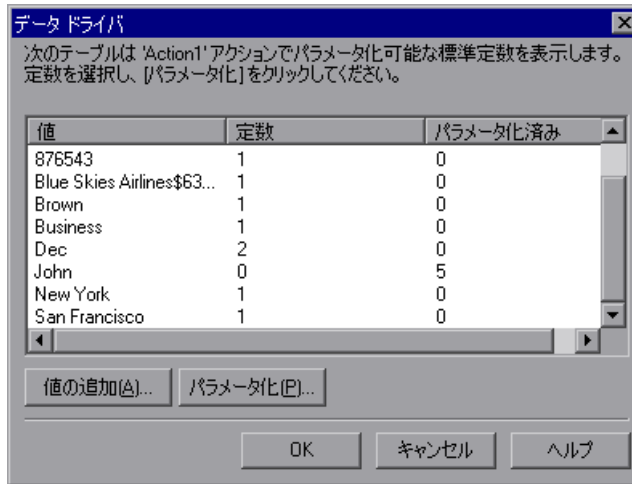 データ ドライバ
次のテーブルは 'Action1' アクションでパラメータ化可能な標準定数を表示します。
定数を選択し、[パラメータ化]をクリックしてください。
値 定数 パラメータ化済み
876543 1 0
Blue Skies Airlines$63... 1 0
Brown 1 0
Business 1 0
Dec 2 0
John 0 5
New York 1 0
San Francisco 1 0
値の追加(A)... パラメータ化(P)...
OK キャンセル ヘルプ